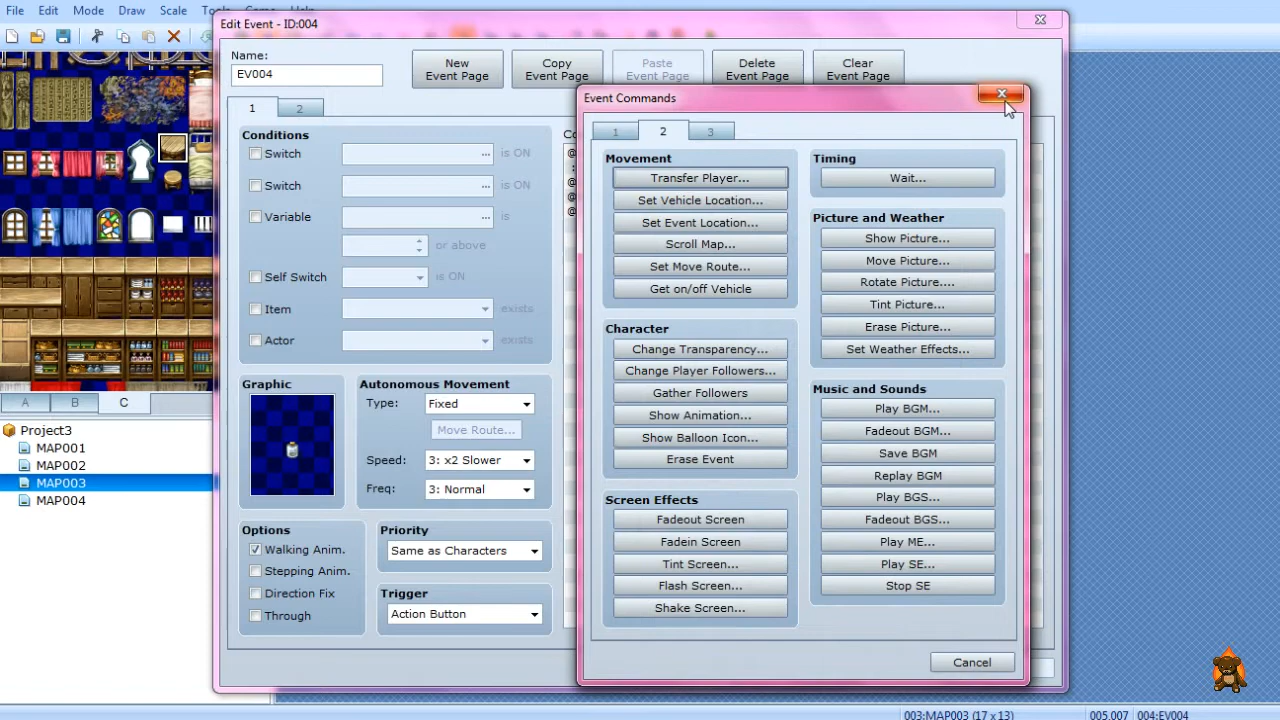 File Edit Mode Draw Scale
Edit Event - ID:004
Name:
EV004
New
Event Page
Copy
Event Page
Paste
Event Page
Delete
Event Page
Clear
Event Page
1 2
Conditions
Switch ... is ON
Switch ... is ON
Variable ... is
or above
Self Switch is ON
Item exists
Actor exists
Graphic
Autonomous Movement
Type: Fixed
Move Route...
Speed: 3: x2 Slower
Freq: 3: Normal
Options
Walking Anim.
Stepping Anim.
Direction Fix
Through
Priority
Same as Characters
Trigger
Action Button
Event Commands
1 2 3
Movement
Transfer Player...
Set Vehicle Location...
Set Event Location...
Scroll Map...
Set Move Route...
Get on/off Vehicle
Character
Change Transparency...
Change Player Followers...
Gather Followers
Show Animation...
Show Balloon Icon...
Erase Event
Screen Effects
Fadeout Screen
Fadein Screen
Tint Screen...
Flash Screen...
Shake Screen...
Timing
Wait...
Picture and Weather
Show Picture...
Move Picture...
Rotate Picture....
Tint Picture...
Erase Picture...
Set Weather Effects...
Music and Sounds
Play BGM...
Fadeout BGM...
Save BGM
Replay BGM
Play BGS...
Fadeout BGS...
Play ME...
Play SE...
Stop SE
Cancel
A B C
Project3
MAP001
MAP002
MAP003
MAP004
003:MAP003 (17 x 13) 005.007 004:EV004